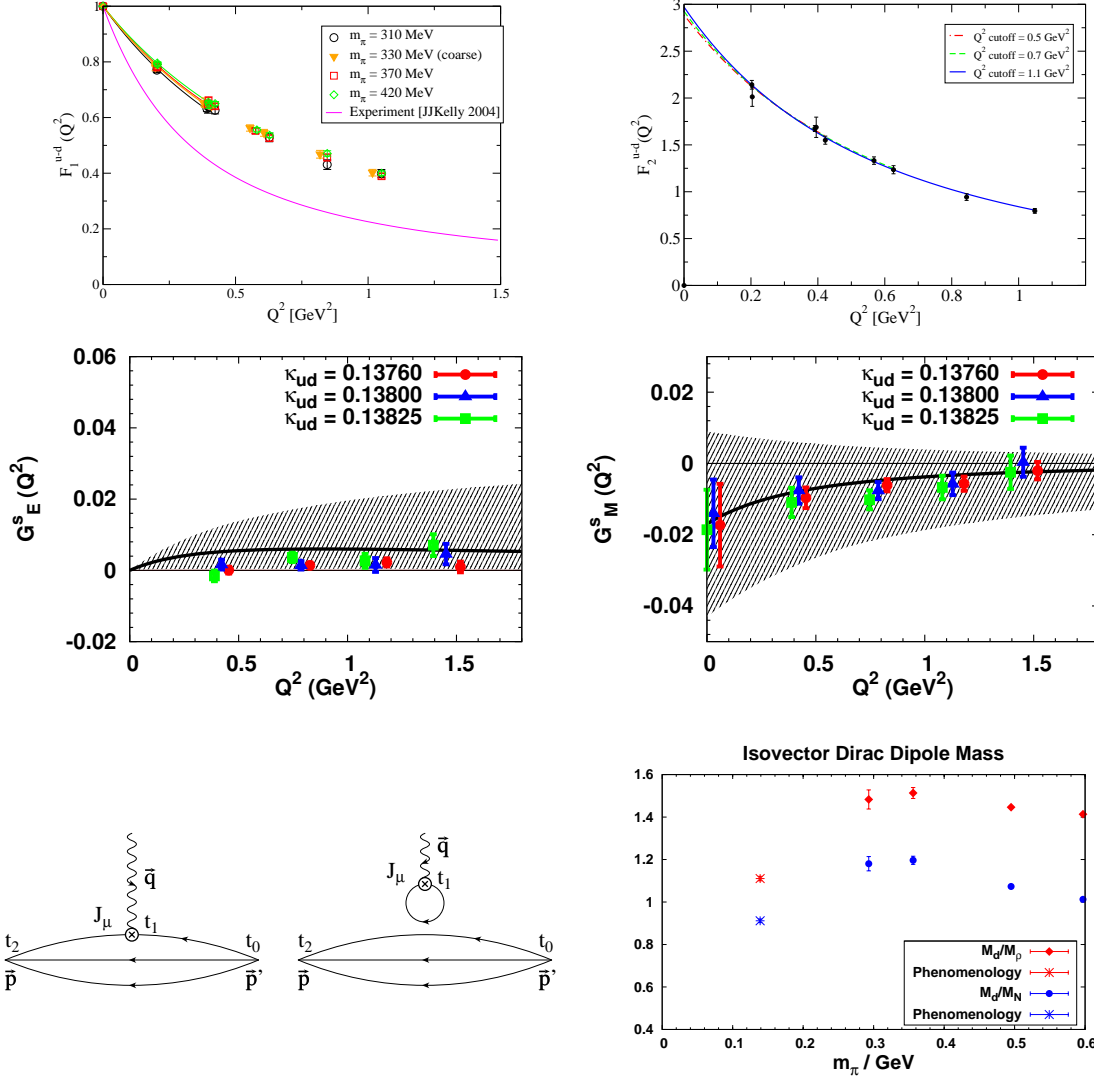 1
0.8
0.6
0.4
0.2
0
0
0.5
1
1.5
F₁ᵘ⁻ᵈ(Q²)
Q² [GeV²]
m_π = 310 MeV
m_π = 330 MeV (coarse)
m_π = 370 MeV
m_π = 420 MeV
Experiment [JJKelly 2004]
3
2.5
2
1.5
1
0.5
0
0
0.2
0.4
0.6
0.8
1
F₂ᵘ⁻ᵈ(Q²)
Q² [GeV²]
Q² cutoff = 0.5 GeV²
Q² cutoff = 0.7 GeV²
Q² cutoff = 1.1 GeV²
0.06
0.04
0.02
0
-0.02
0
0.5
1
1.5
Gˢ_E (Q²)
Q² (GeV²)
κ_ud = 0.13760
κ_ud = 0.13800
κ_ud = 0.13825
0.02
0
-0.02
-0.04
0
0.5
1
1.5
Gˢ_M (Q²)
Q² (GeV²)
κ_ud = 0.13760
κ_ud = 0.13800
κ_ud = 0.13825
q⃗
J_μ
t₁
t₂
t₀
p⃗
p⃗'
q⃗
J_μ
t₁
t₂
t₀
p⃗
p⃗'
Isovector Dirac Dipole Mass
1.6
1.4
1.2
1
0.8
0.6
0.4
0
0.1
0.2
0.3
0.4
0.5
0.6
m_π / GeV
M_d/M_ρ
Phenomenology
M_d/M_N
Phenomenology